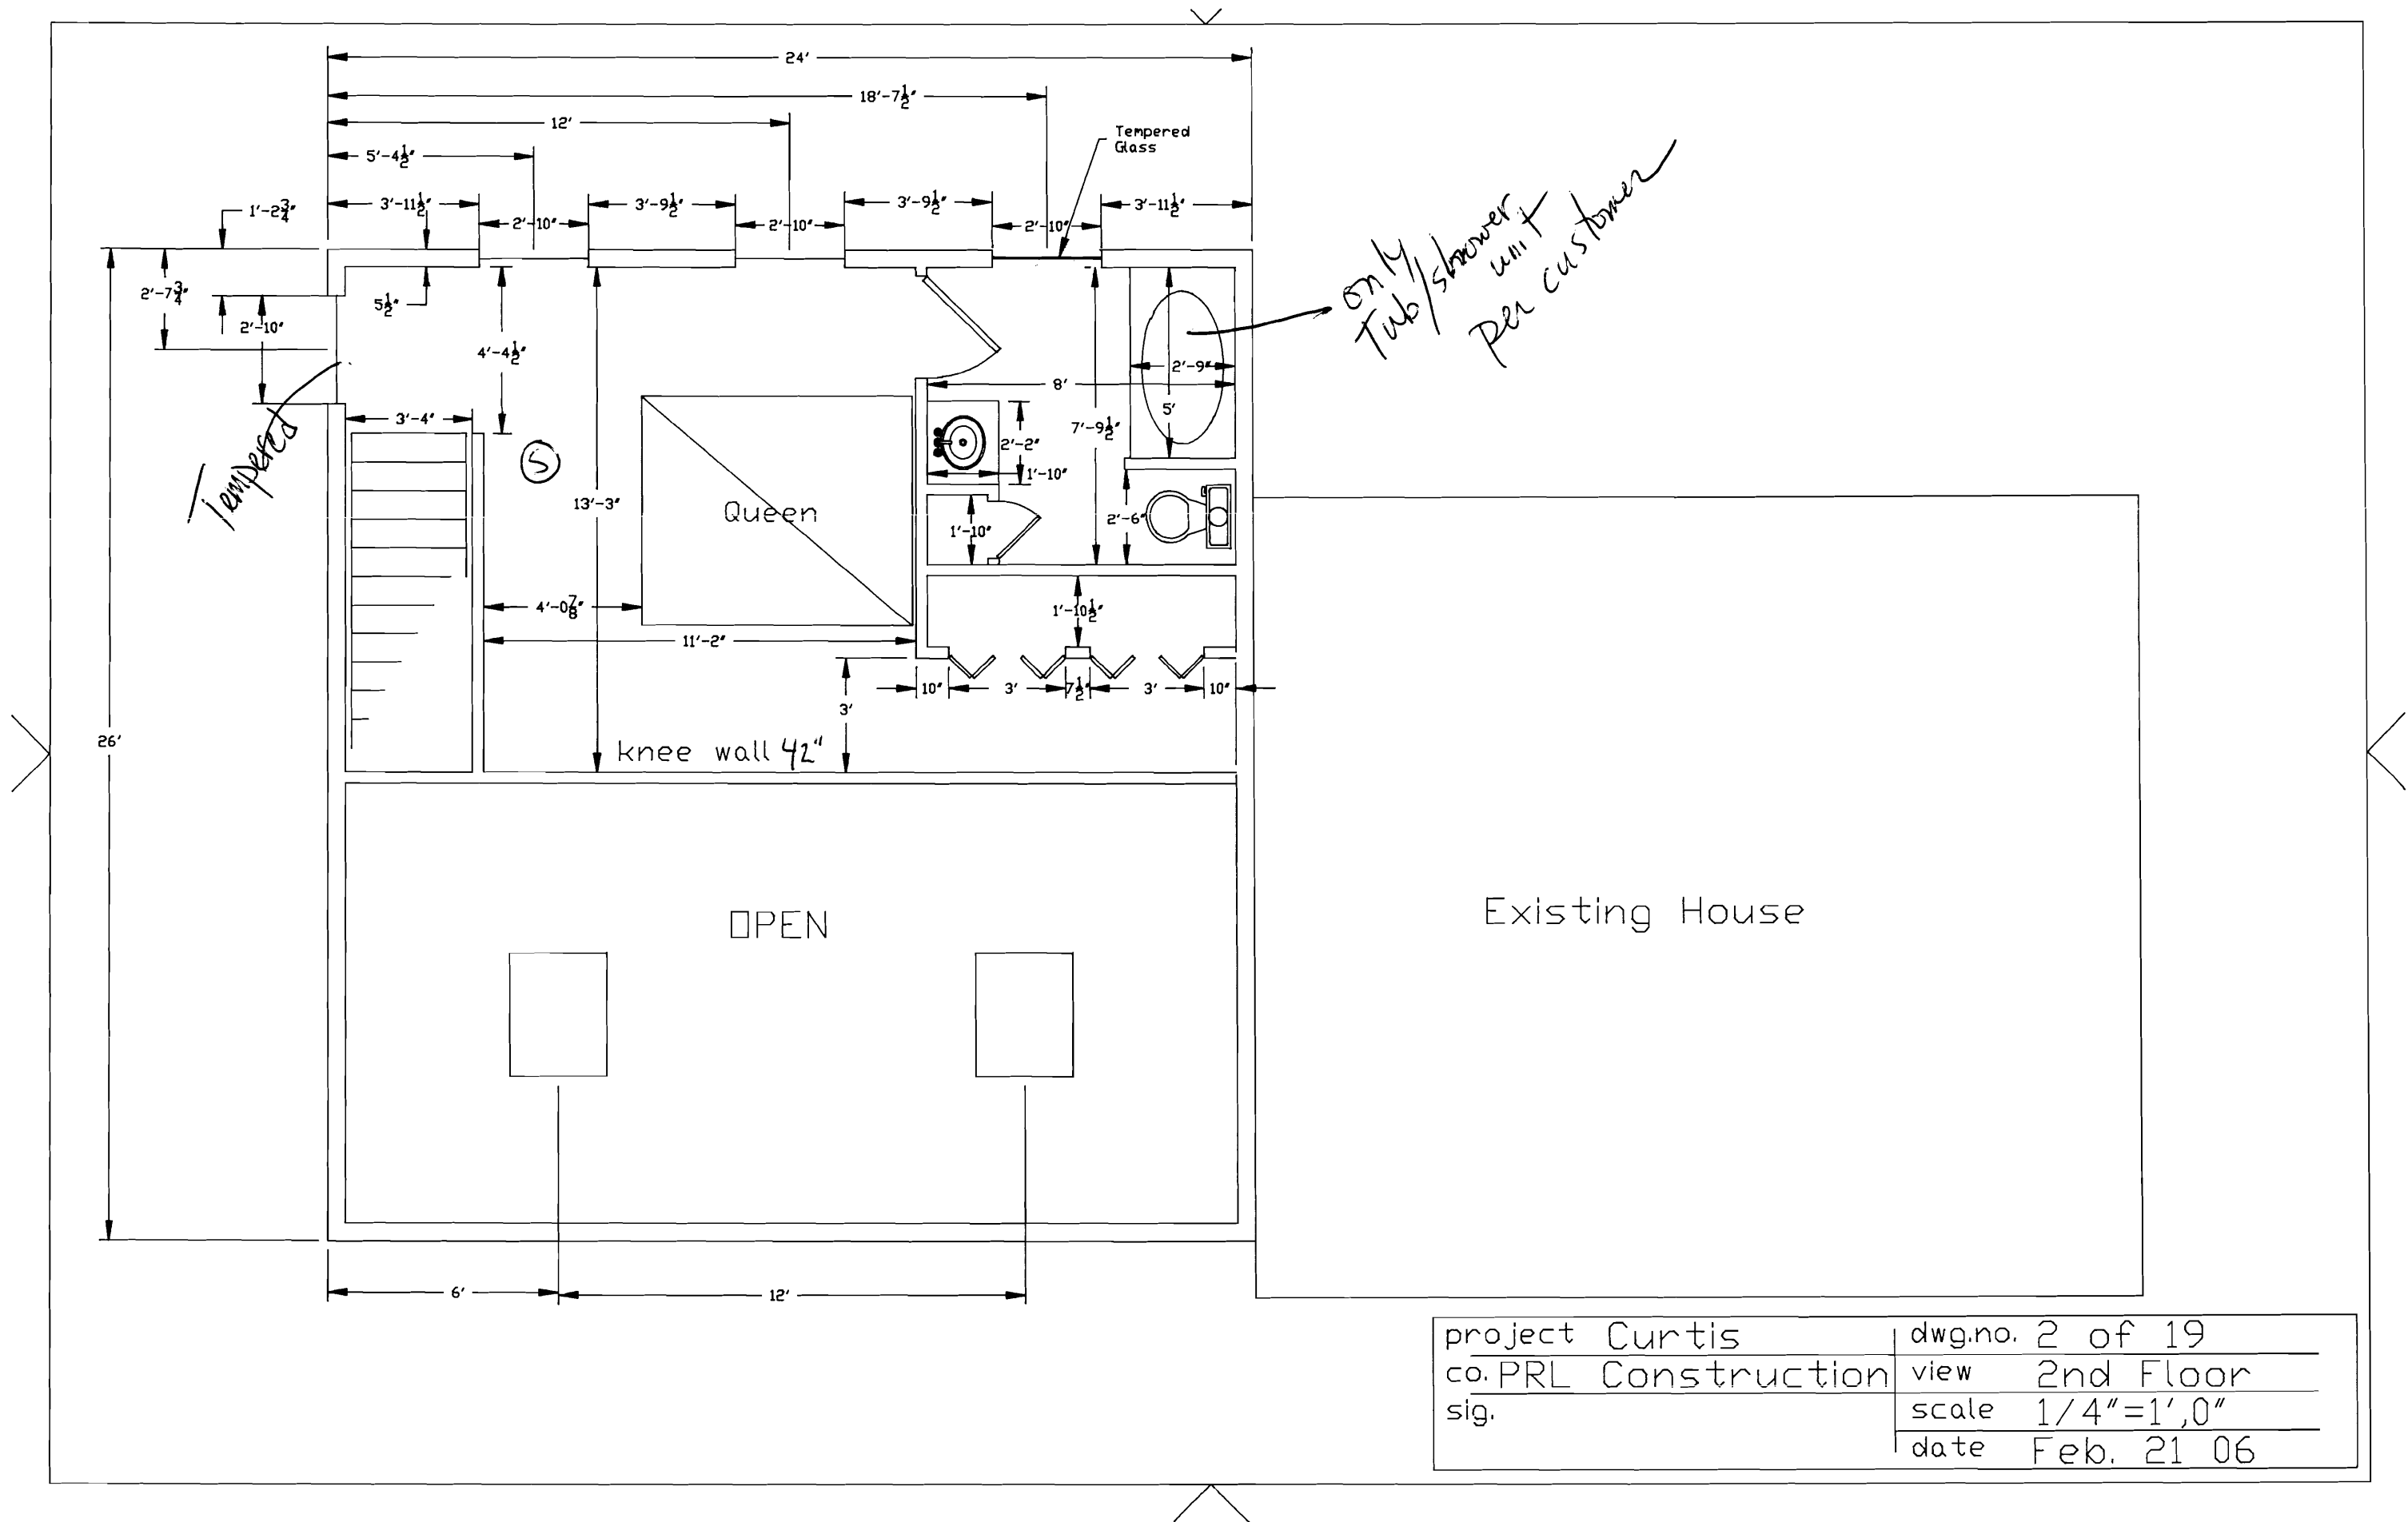 24'
18'-7½"
12'
5'-4½"
Tempered
Glass
1'-2¾"
3'-11½"
2'-10"
3'-9½"
2'-10"
3'-9½"
2'-10"
3'-11½"
only
Tub/shower
unit
per customer
2'-7¾"
2'-10"
5½"
4'-4½"
2'-9"
8'
5'
3'-4"
Tempered
7'-9½"
2'-2"
S
1'-10"
13'-3"
Queen
1'-10"
2'-6"
4'-0⅞"
1'-10½"
11'-2"
10"
3'
7½"
3'
10"
3'
26'
knee wall 42"
OPEN
Existing House
6'
12'
project Curtis
dwg.no. 2 of 19
co. PRL Construction
view 2nd Floor
sig.
scale 1/4"=1',0"
date Feb. 21 06